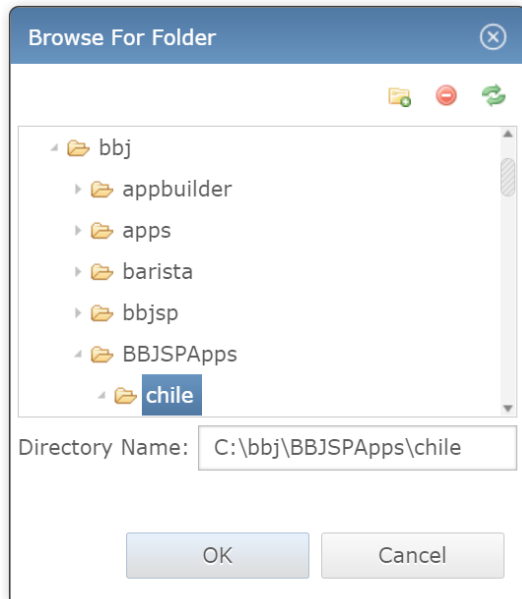 Browse For Folder
bbj
appbuilder
apps
barista
bbjsp
BBJSPApps
chile
Directory Name: C:\bbj\BBJSPApps\chile
OK Cancel